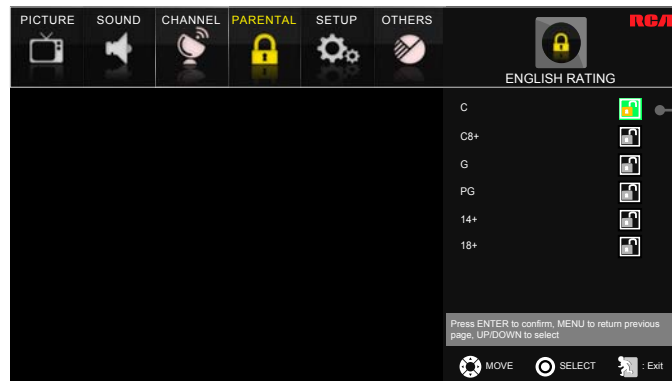 PICTURE SOUND CHANNEL PARENTAL SETUP OTHERS
RCA
ENGLISH RATING
C
C8+
G
PG
14+
18+
Press ENTER to confirm, MENU to return previous
page, UP/DOWN to select
MOVE SELECT : Exit